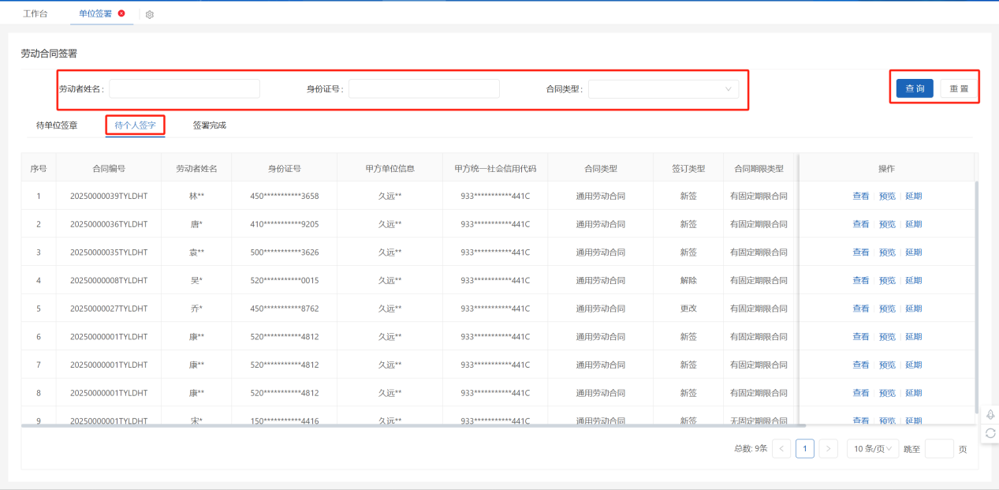 工作台 单位签署
劳动合同签署
劳动者姓名: 身份证号: 合同类型: 查 询 重 置
待单位签章 待个人签字 签署完成
序号 合同编号 劳动者姓名 身份证号 甲方单位信息 甲方统一社会信用代码 合同类型 签订类型 合同期限类型 操作
1 20250000039TYLDHT 林** 450***********3658 久远** 933***********441C 通用劳动合同 新签 有固定期限合同 查看 预览 延期
2 20250000036TYLDHT 唐* 410***********9205 久远** 933***********441C 通用劳动合同 新签 有固定期限合同 查看 预览 延期
3 20250000035TYLDHT 袁** 500***********3626 久远** 933***********441C 通用劳动合同 新签 有固定期限合同 查看 预览 延期
4 20250000008TYLDHT 吴* 520***********0015 久远** 933***********441C 通用劳动合同 解除 有固定期限合同 查看 预览 延期
5 20250000027TYLDHT 乔* 450***********8762 久远** 933***********441C 通用劳动合同 更改 有固定期限合同 查看 预览 延期
6 20250000001TYLDHT 康** 520***********4812 久远** 933***********441C 通用劳动合同 新签 有固定期限合同 查看 预览 延期
7 20250000001TYLDHT 康** 520***********4812 久远** 933***********441C 通用劳动合同 新签 有固定期限合同 查看 预览 延期
8 20250000001TYLDHT 康** 520***********4812 久远** 933***********441C 通用劳动合同 新签 有固定期限合同 查看 预览 延期
9 20250000001TYLDHT 宋* 150***********4416 久远** 933***********441C 通用劳动合同 新签 无固定期限合同 查看 预览 延期
总数: 9条 < 1 > 10 条/页 跳至 页